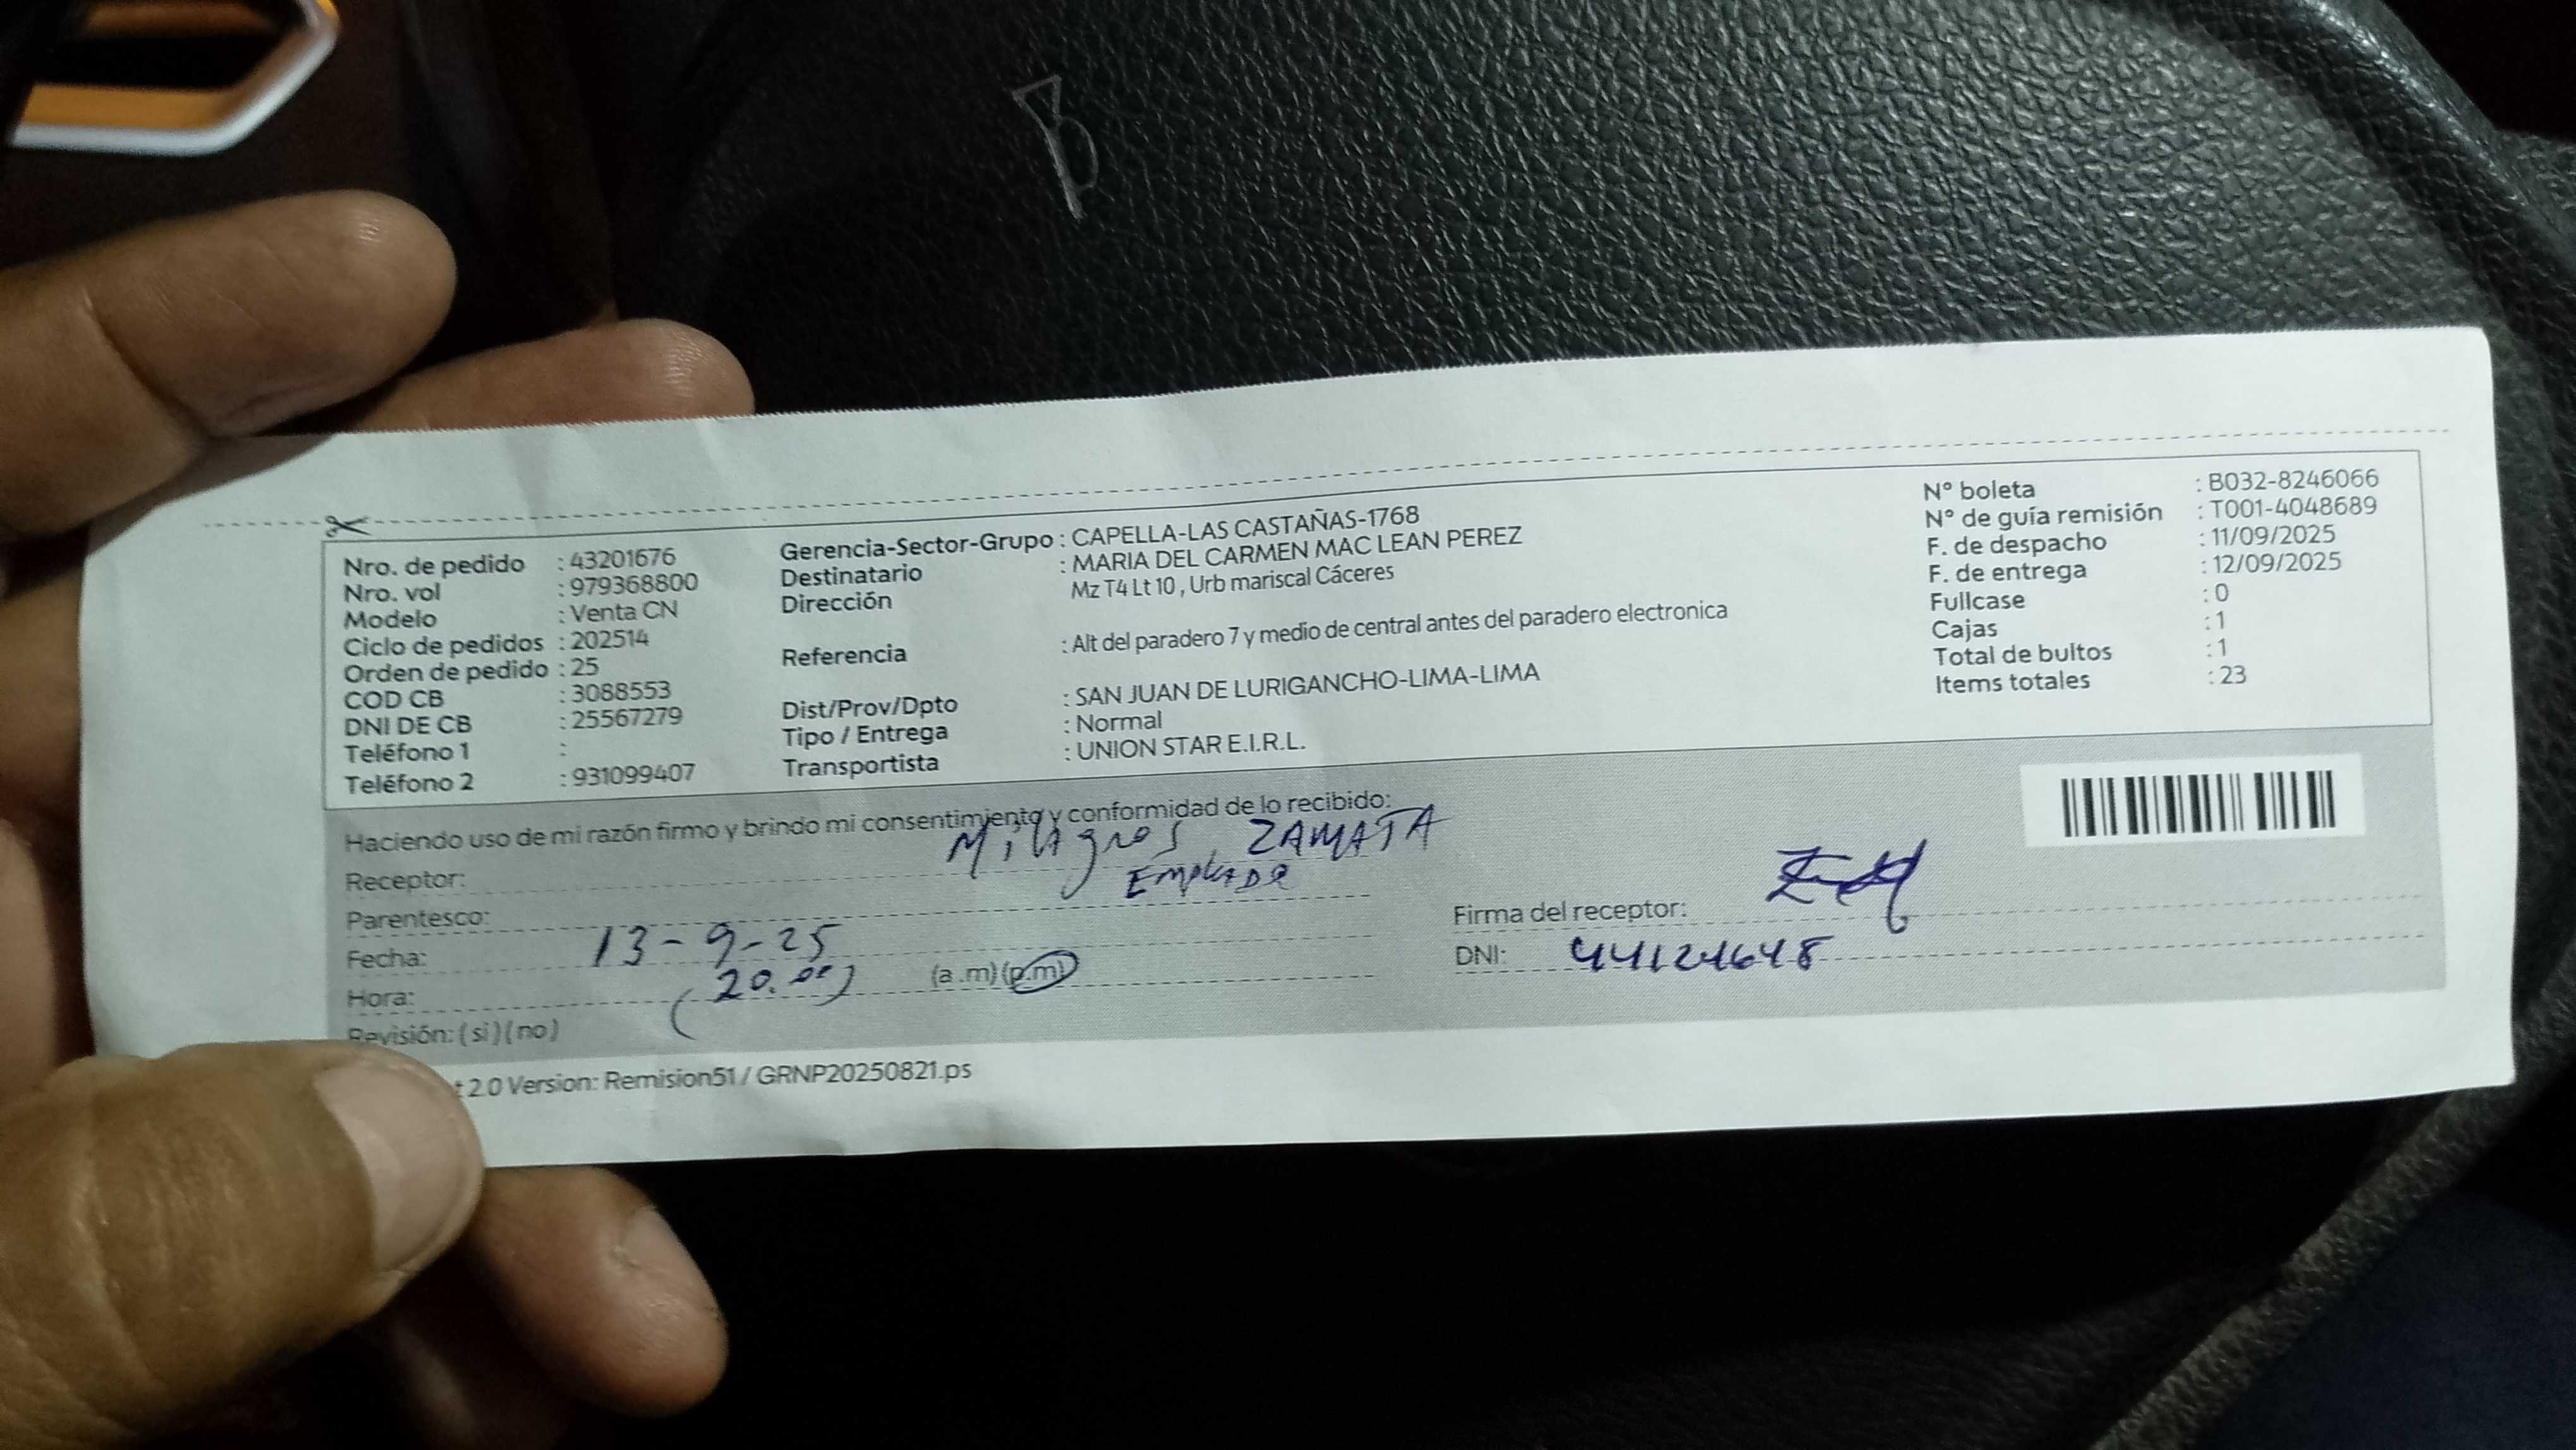 Nro. de pedido : 43201676
Nro. vol : 979368800
Modelo : Venta CN
Ciclo de pedidos : 202514
Orden de pedido : 25
COD CB : 3088553
DNI DE CB : 25567279
Teléfono 1 :
Teléfono 2 : 931099407
Gerencia-Sector-Grupo : CAPELLA-LAS CASTAÑAS-1768
Destinatario : MARIA DEL CARMEN MAC LEAN PEREZ
Dirección Mz T4 Lt 10 , Urb mariscal Cáceres
Referencia : Alt del paradero 7 y medio de central antes del paradero electronica
Dist/Prov/Dpto : SAN JUAN DE LURIGANCHO-LIMA-LIMA
Tipo / Entrega : Normal
Transportista : UNION STAR E.I.R.L.
N° boleta : B032-8246066
N° de guía remisión : T001-4048689
F. de despacho : 11/09/2025
F. de entrega : 12/09/2025
Fullcase : 0
Cajas : 1
Total de bultos : 1
Items totales : 23
Haciendo uso de mi razón firmo y brindo mi consentimiento y conformidad de lo recibido:
Receptor: Milagros ZAMATA
Parentesco:
Fecha: 13-9-25
Hora: (20.00) (a.m) (p.m)
Revisión: ( si ) ( no )
Firma del receptor:
DNI: 44124648
t 2.0 Version: Remision51 / GRNP20250821.ps